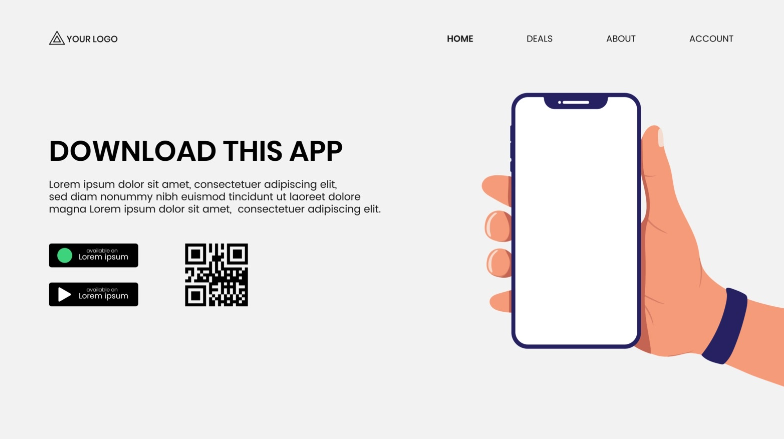 YOUR LOGO
HOME DEALS ABOUT ACCOUNT
DOWNLOAD THIS APP
Lorem ipsum dolor sit amet, consectetuer adipiscing elit,
sed diam nonummy nibh euismod tincidunt ut laoreet dolore
magna Lorem ipsum dolor sit amet, consectetuer adipiscing elit.
available on
Lorem ipsum
available on
Lorem ipsum